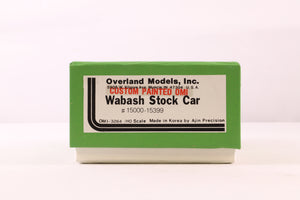 Overland Models, Inc.
CUSTOM PAINTED OMI
Wabash Stock Car
# 15000-15399
OMI-3264 HO Scale Made in Korea by Ajin Precision